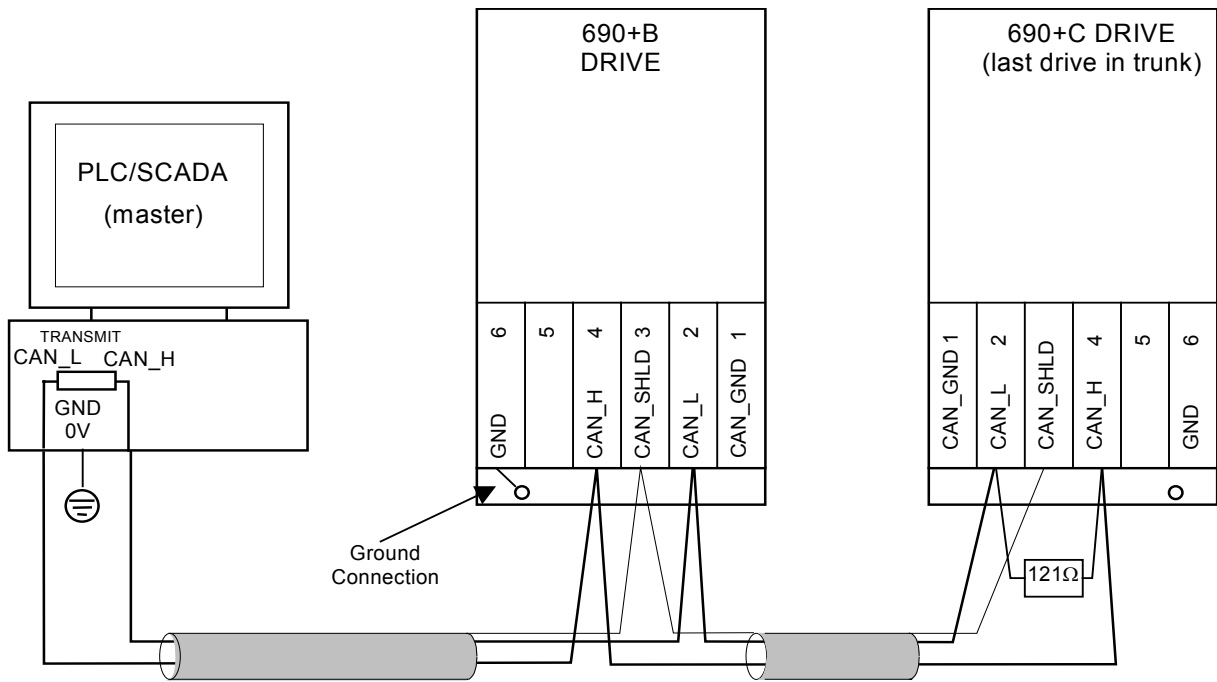 690+B
DRIVE
690+C DRIVE
(last drive in trunk)
PLC/SCADA
(master)
TRANSMIT
CAN_L CAN_H
GND
0V
6
5
4
3
2
1
GND
CAN_H
CAN_SHLD
CAN_L
CAN_GND
1
2
4
5
6
CAN_GND
CAN_L
CAN_SHLD
CAN_H
GND
Ground
Connection
121Ω